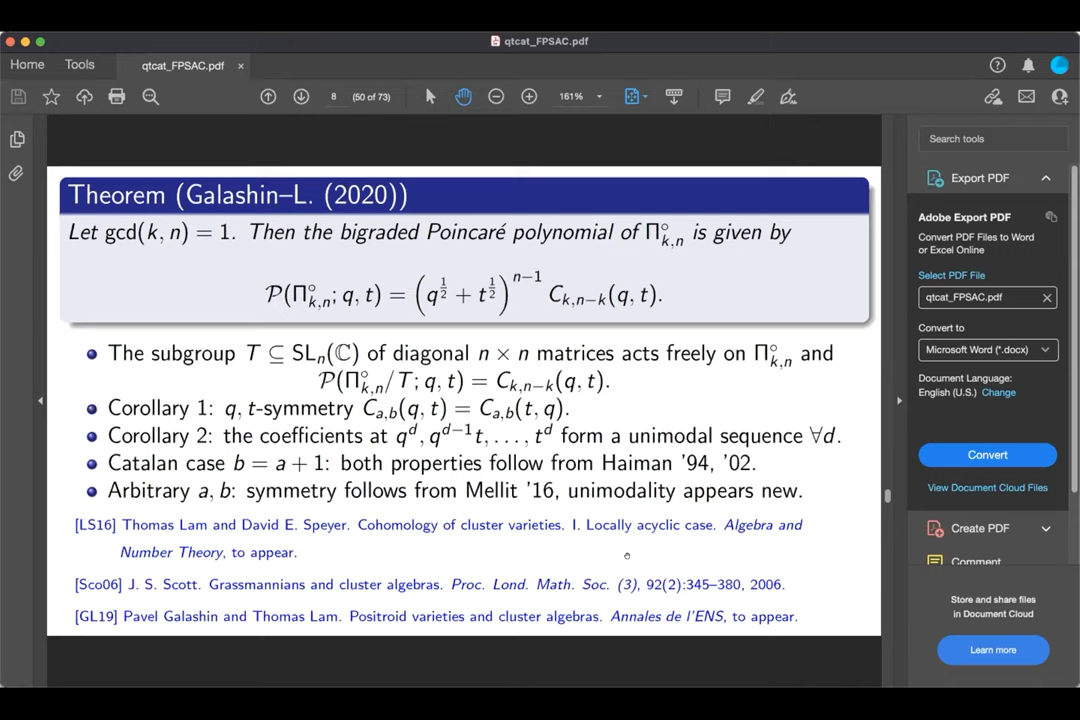 qtcat_FPSAC.pdf
Home Tools qtcat_FPSAC.pdf ×
8 (50 of 73) 161%
Search tools
Export PDF
Adobe Export PDF
Convert PDF Files to Word
or Excel Online
Select PDF File
qtcat_FPSAC.pdf
Convert to
Microsoft Word (*.docx)
Document Language:
English (U.S.) Change
Convert
View Document Cloud Files
Create PDF
Comment
Store and share files
in Document Cloud
Learn more
Theorem (Galashin–L. (2020))
Let gcd(k, n) = 1. Then the bigraded Poincaré polynomial of Π°_{k,n} is given by
𝒫(Π°_{k,n}; q, t) = (q^{1/2} + t^{1/2})^{n−1} C_{k,n−k}(q, t).
• The subgroup T ⊆ SL_n(ℂ) of diagonal n × n matrices acts freely on Π°_{k,n} and
𝒫(Π°_{k,n}/T; q, t) = C_{k,n−k}(q, t).
• Corollary 1: q, t-symmetry C_{a,b}(q, t) = C_{a,b}(t, q).
• Corollary 2: the coefficients at q^d, q^{d−1}t, . . . , t^d form a unimodal sequence ∀d.
• Catalan case b = a + 1: both properties follow from Haiman '94, '02.
• Arbitrary a, b: symmetry follows from Mellit '16, unimodality appears new.
[LS16] Thomas Lam and David E. Speyer. Cohomology of cluster varieties. I. Locally acyclic case. Algebra and
Number Theory, to appear.
[Sco06] J. S. Scott. Grassmannians and cluster algebras. Proc. Lond. Math. Soc. (3), 92(2):345–380, 2006.
[GL19] Pavel Galashin and Thomas Lam. Positroid varieties and cluster algebras. Annales de l'ENS, to appear.